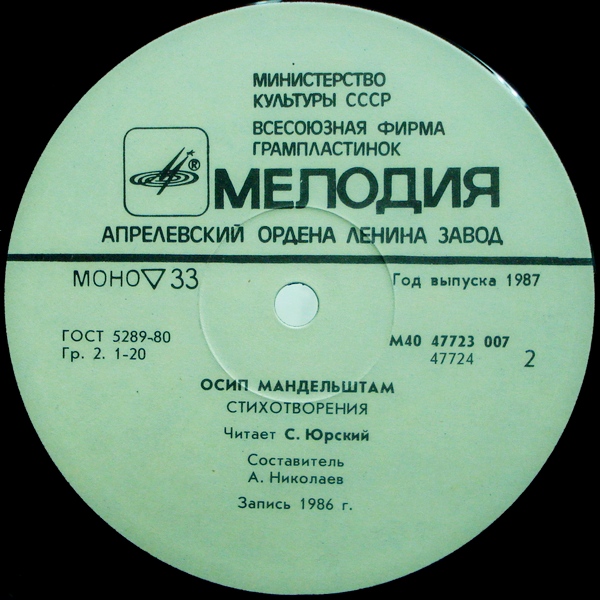 МИНИСТЕРСТВО
КУЛЬТУРЫ СССР
ВСЕСОЮЗНАЯ ФИРМА
ГРАМПЛАСТИНОК
®
МЕЛОДИЯ
АПРЕЛЕВСКИЙ ОРДЕНА ЛЕНИНА ЗАВОД
МОНО ▽ 33
Год выпуска 1987
ГОСТ 5289-80
Гр. 2. 1-20
М40 47723 007
47724
2
ОСИП МАНДЕЛЬШТАМ
СТИХОТВОРЕНИЯ
Читает С. Юрский
Составитель
А. Николаев
Запись 1986 г.